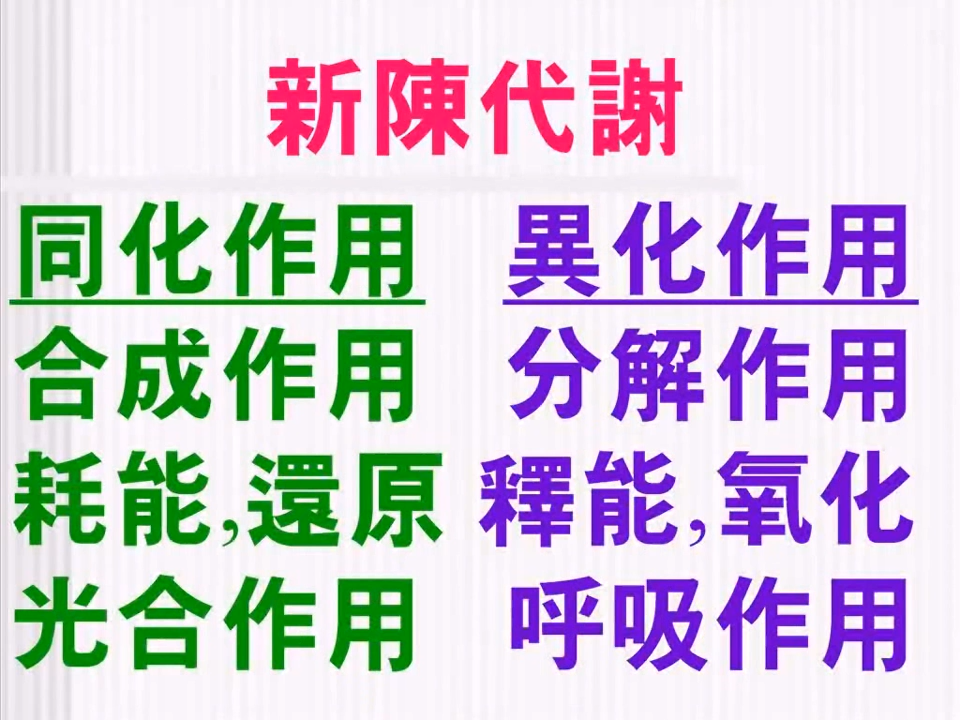 新陳代謝
同化作用 異化作用
合成作用 分解作用
耗能,還原 釋能,氧化
光合作用 呼吸作用